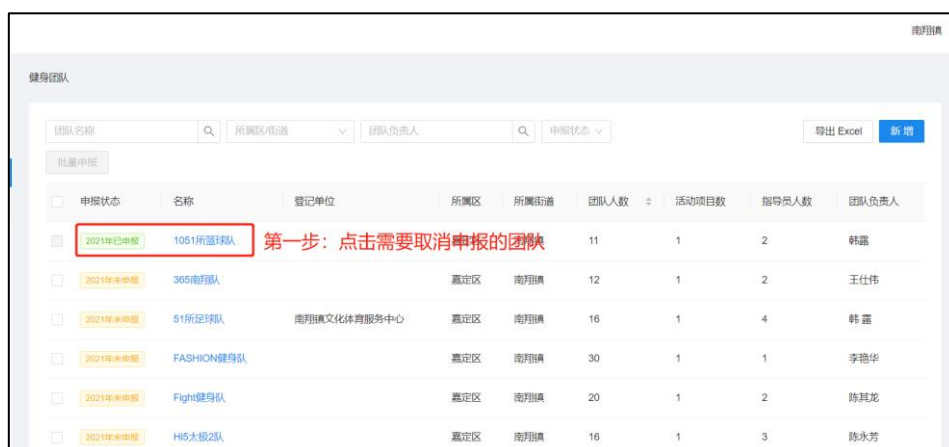 南翔镇
健身团队
团队名称 所属区/街道 团队负责人 申报状态 导出 Excel 新增
批量申报
申报状态 名称 登记单位 所属区 所属街道 团队人数 活动项目数 指导员人数 团队负责人
2021年已申报 1051所篮球队 第一步：点击需要取消申报的团队 11 1 2 韩露
2021年未申报 365南翔队 嘉定区 南翔镇 12 1 2 王仕伟
2021年未申报 51所足球队 南翔镇文化体育服务中心 嘉定区 南翔镇 16 1 4 韩露
2021年未申报 FASHION健身队 嘉定区 南翔镇 30 1 1 李艳华
2021年未申报 Fight健身队 嘉定区 南翔镇 20 1 2 陈其龙
2021年未申报 Hi5太极2队 嘉定区 南翔镇 16 1 3 陈永芳